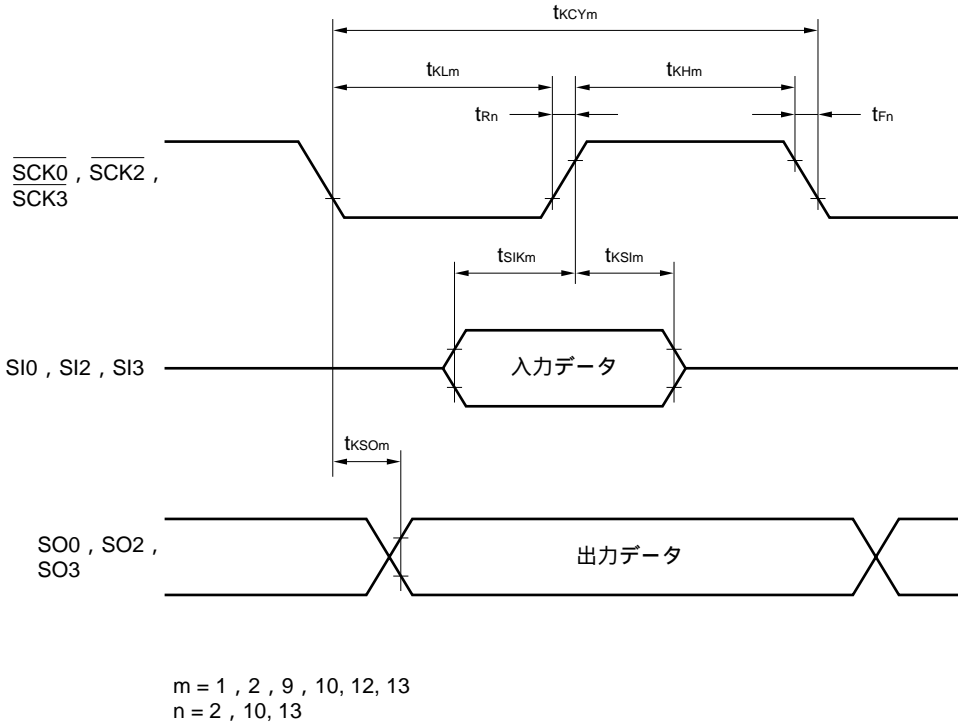 tKCYm
tKLm
tKHm
tRn
tFn
SCK0 , SCK2 ,
SCK3
tSIKm
tKSIm
SI0 , SI2 , SI3
入力データ
tKSOm
SO0 , SO2 ,
SO3
出力データ
m = 1 , 2 , 9 , 10, 12, 13
n = 2 , 10, 13